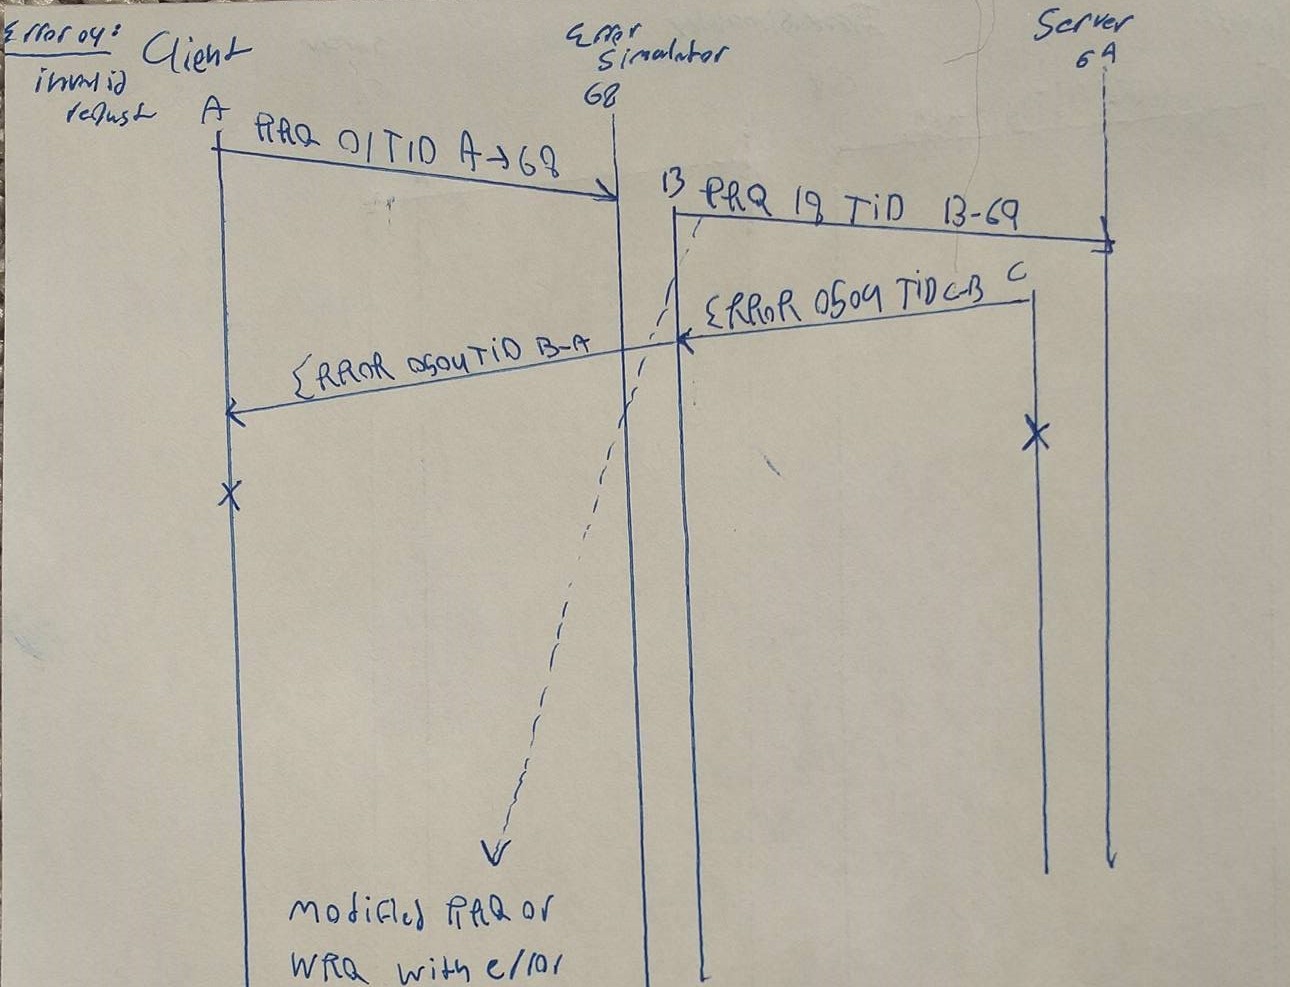 Error 04:
invalid
request
Client
A
Error
Simulator
68
Server
69
RRQ 01 TID A→68
B
RRQ 18 TiD B-69
C
ERROR 0504 TiD C-B
ERROR 0504 TiD B-A
Modified RRQ or
WRQ with error